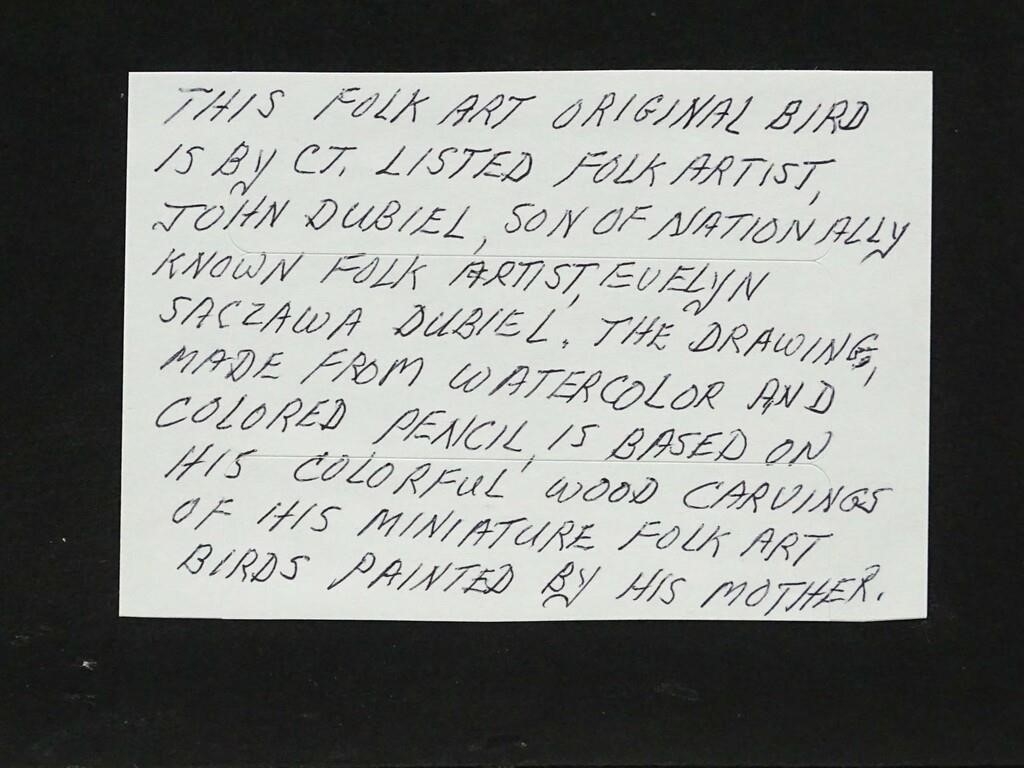 THIS FOLK ART ORIGINAL BIRD
IS BY CT. LISTED FOLK ARTIST,
JOHN DUBIEL, SON OF NATIONALLY
KNOWN FOLK ARTIST, EVELYN
SACZAWA DUBIEL. THE DRAWING,
MADE FROM WATERCOLOR AND
COLORED PENCIL, IS BASED ON
HIS COLORFUL WOOD CARVINGS
OF HIS MINIATURE FOLK ART
BIRDS PAINTED BY HIS MOTHER.